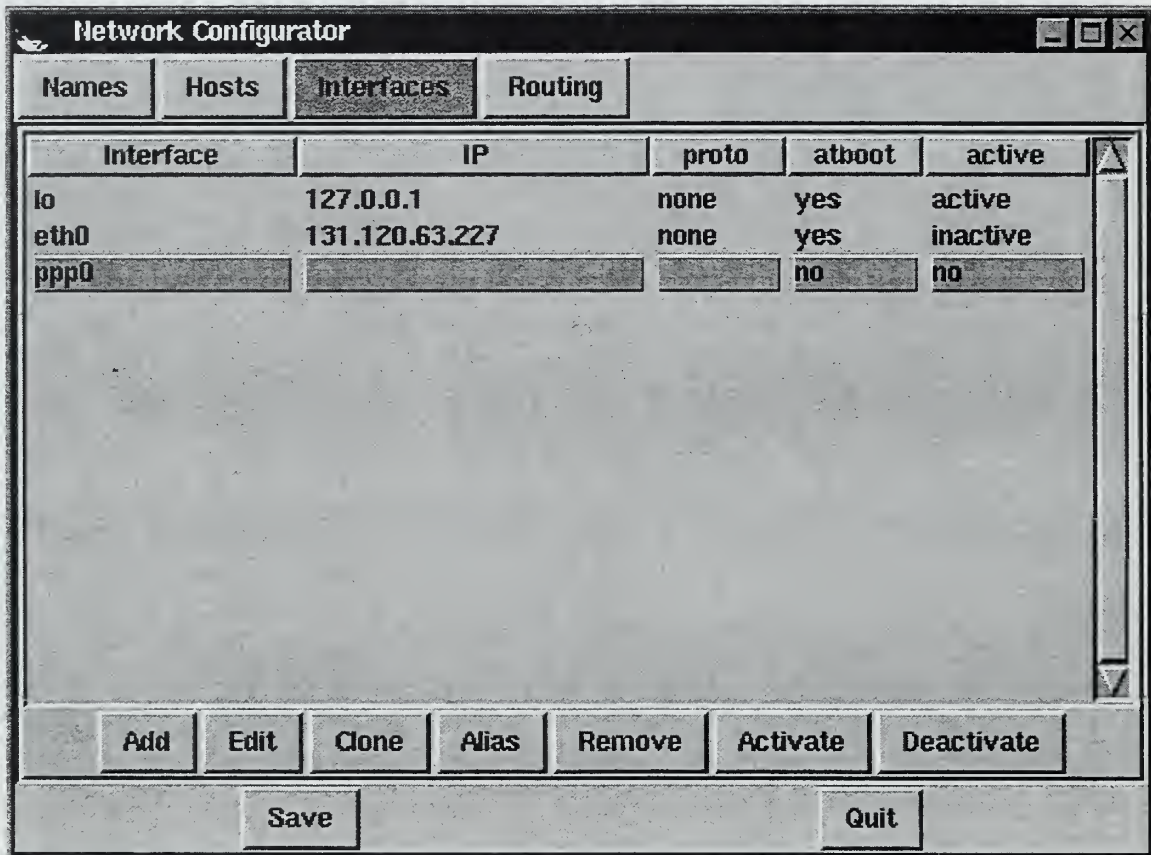 Network Configurator
Names Hosts Interfaces Routing
Interface IP proto atboot active
lo 127.0.0.1 none yes active
eth0 131.120.63.227 none yes inactive
ppp0 no no
Add Edit Clone Alias Remove Activate Deactivate
Save Quit